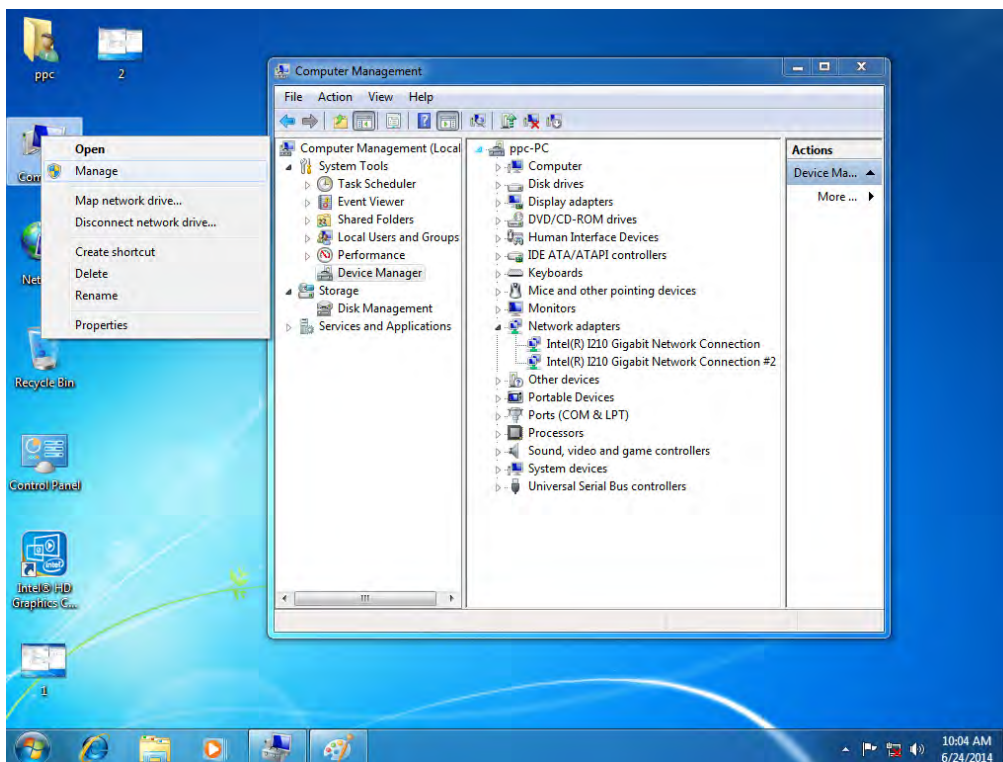 ppc
2
Computer Management
File Action View Help
Open
Manage
Map network drive...
Disconnect network drive...
Create shortcut
Delete
Rename
Properties
Recycle Bin
Control Panel
Intel® HD
Graphics C...
1
Computer Management (Local
System Tools
Task Scheduler
Event Viewer
Shared Folders
Local Users and Groups
Performance
Device Manager
Storage
Disk Management
Services and Applications
ppc-PC
Computer
Disk drives
Display adapters
DVD/CD-ROM drives
Human Interface Devices
IDE ATA/ATAPI controllers
Keyboards
Mice and other pointing devices
Monitors
Network adapters
Intel(R) I210 Gigabit Network Connection
Intel(R) I210 Gigabit Network Connection #2
Other devices
Portable Devices
Ports (COM & LPT)
Processors
Sound, video and game controllers
System devices
Universal Serial Bus controllers
Actions
Device Ma...
More ...
10:04 AM
6/24/2014